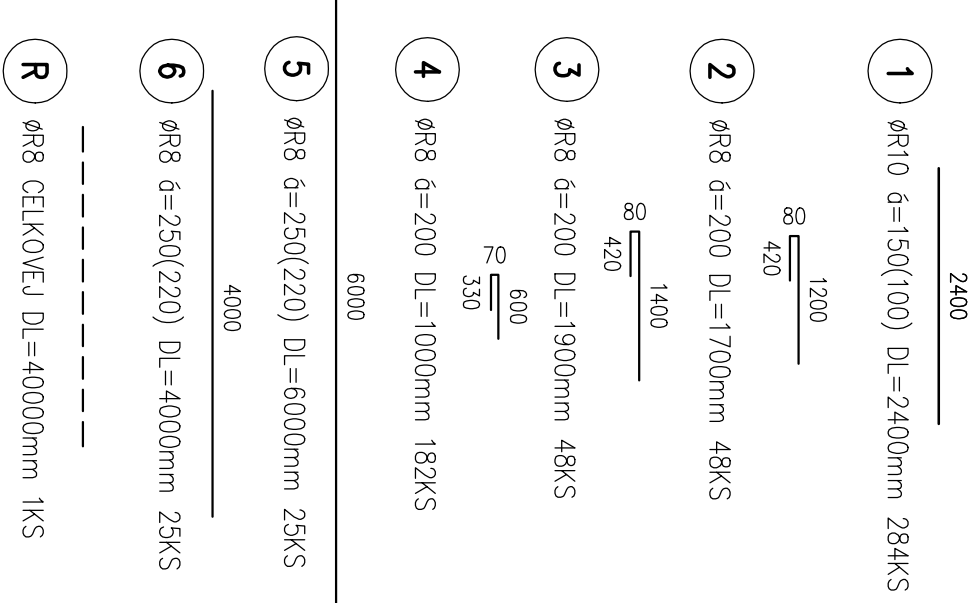 2400
1 øR10 á=150(100) DL=2400mm 284KS
80
420
1200
2 øR8 á=200 DL=1700mm 48KS
80
420
1400
3 øR8 á=200 DL=1900mm 48KS
70
330
600
4 øR8 á=200 DL=1000mm 182KS
6000
5 øR8 á=250(220) DL=6000mm 25KS
4000
6 øR8 á=250(220) DL=4000mm 25KS
R øR8 CELKOVEJ DL=40000mm 1KS